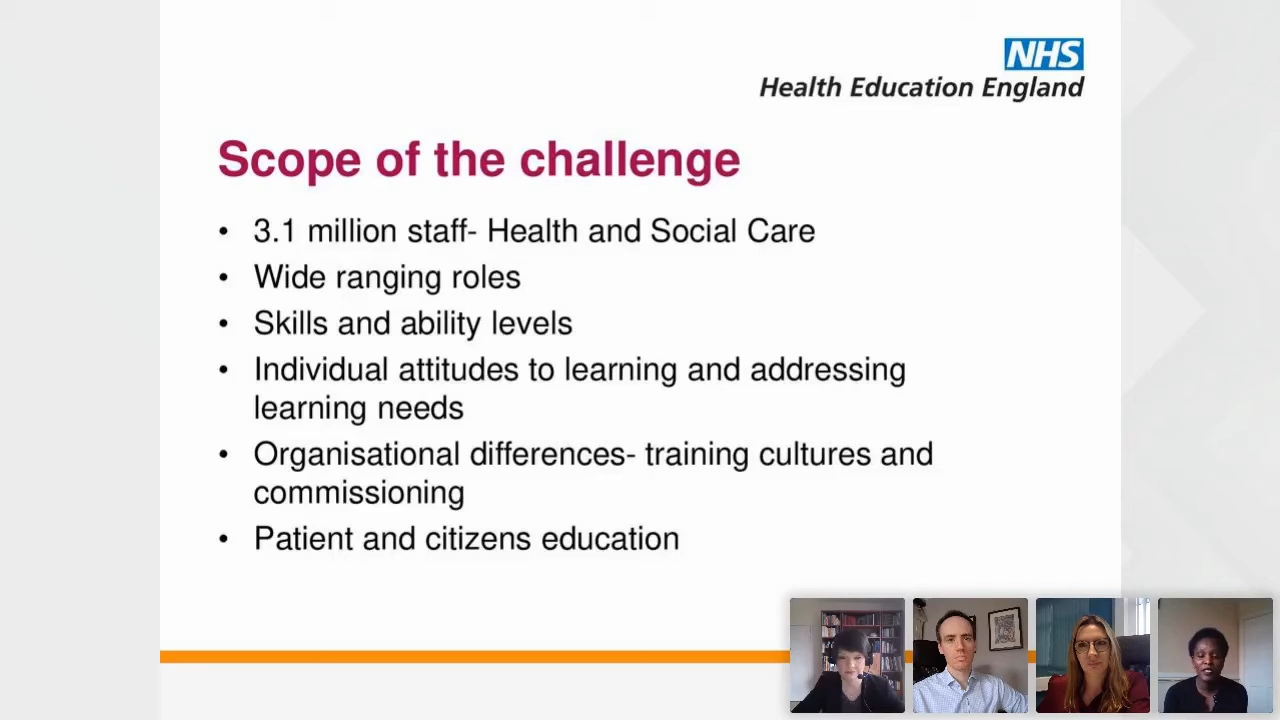 NHS
Health Education England
Scope of the challenge
• 3.1 million staff- Health and Social Care
• Wide ranging roles
• Skills and ability levels
• Individual attitudes to learning and addressing
learning needs
• Organisational differences- training cultures and
commissioning
• Patient and citizens education